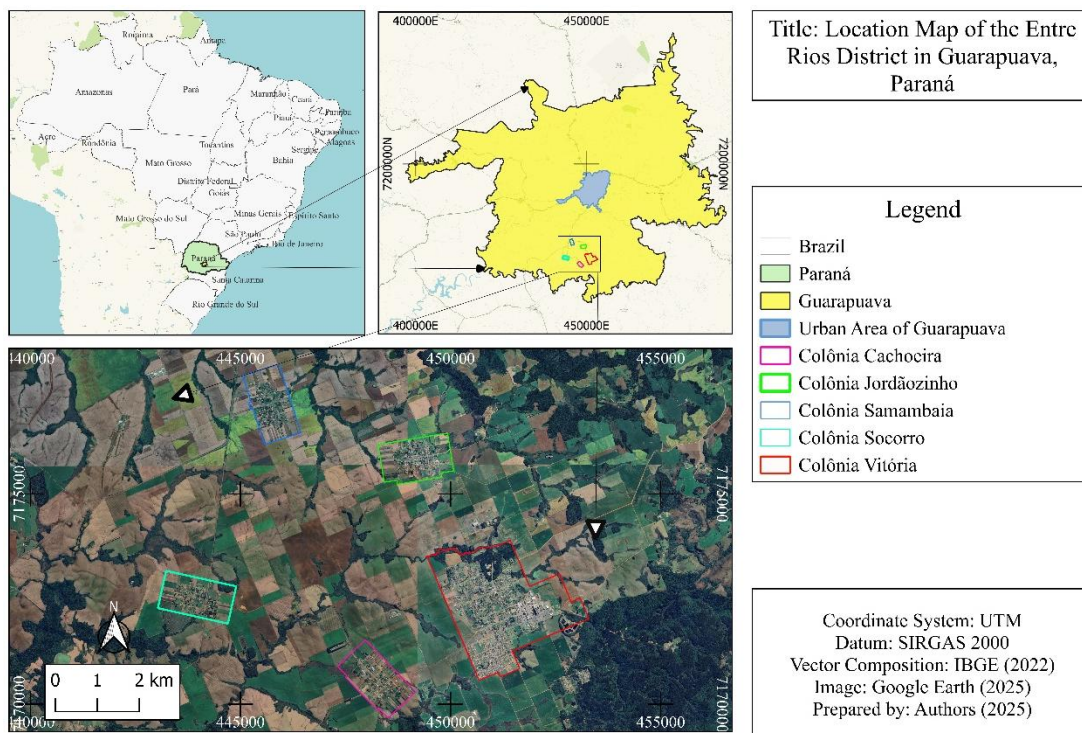 Title: Location Map of the Entre
Rios District in Guarapuava,
Paraná
Roraima
Amapá
Amazonas
Pará
Maranhão
Ceará
Piauí
Paraíba
Pernambuco
Alagoas
Acre
Rondônia
Tocantins
Sergipe
Bahia
Mato Grosso
Distrito Federal
Goiás
Minas Gerais
Espírito Santo
Mato Grosso do Sul
São Paulo
Rio de Janeiro
Paraná
Santa Catarina
Rio Grande do Sul
400000E
450000E
7200000N
7200000N
400000E
450000E
Legend
Brazil
Paraná
Guarapuava
Urban Area of Guarapuava
Colônia Cachoeira
Colônia Jordãozinho
Colônia Samambaia
Colônia Socorro
Colônia Vitória
440000
445000
450000
455000
7175000
7175000
N
0 1 2 km
7170000
7170000
440000
445000
450000
455000
Coordinate System: UTM
Datum: SIRGAS 2000
Vector Composition: IBGE (2022)
Image: Google Earth (2025)
Prepared by: Authors (2025)